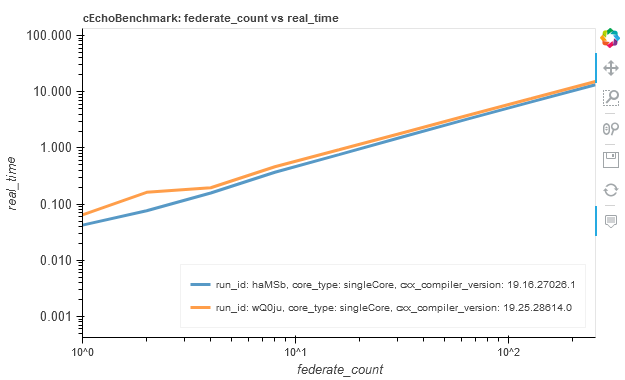 cEchoBenchmark: federate_count vs real_time
100.000
10.000
1.000
0.100
0.010
0.001
real_time
run_id: haMSb, core_type: singleCore, cxx_compiler_version: 19.16.27026.1
run_id: wQ0ju, core_type: singleCore, cxx_compiler_version: 19.25.28614.0
10^0
10^1
10^2
federate_count